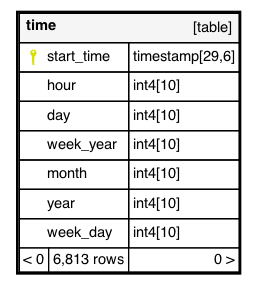 time [table]
start_time timestamp[29,6]
hour int4[10]
day int4[10]
week_year int4[10]
month int4[10]
year int4[10]
week_day int4[10]
< 0 6,813 rows 0 >